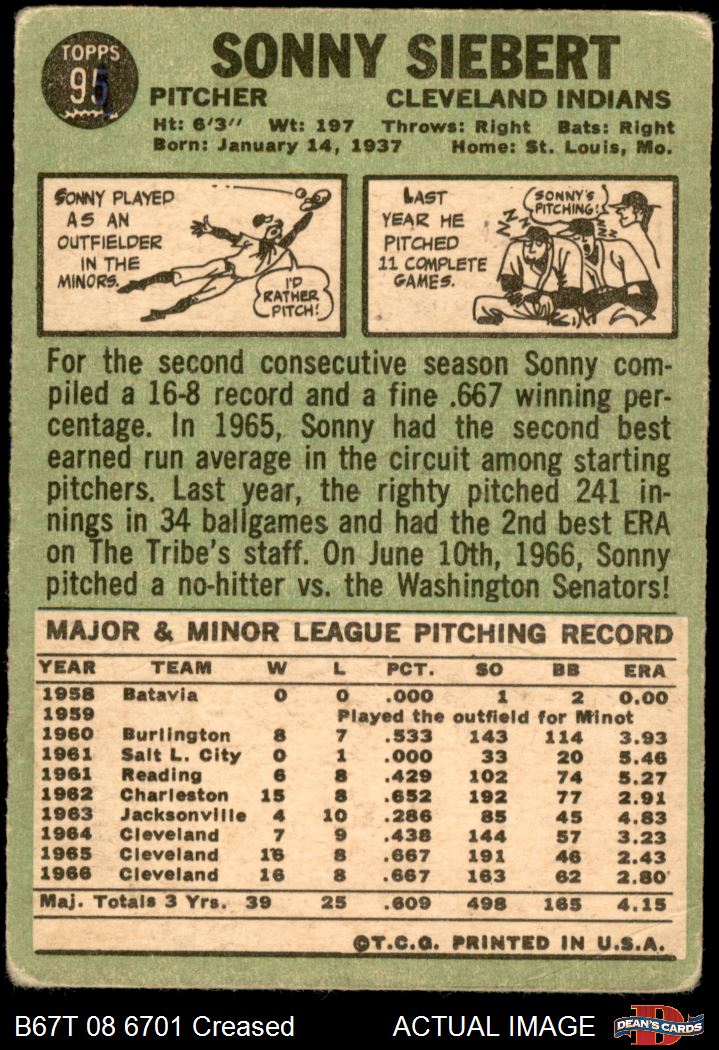 TOPPS
95
SONNY SIEBERT
PITCHER CLEVELAND INDIANS
Ht: 6'3" Wt: 197 Throws: Right Bats: Right
Born: January 14, 1937 Home: St. Louis, Mo.
SONNY PLAYED
AS AN
OUTFIELDER
IN THE
MINORS.
I'D
RATHER
PITCH!
LAST
YEAR HE
PITCHED
11 COMPLETE
GAMES.
SONNY'S
PITCHING!
Z Z Z Z
Z Z Z Z
For the second consecutive season Sonny com-
piled a 16-8 record and a fine .667 winning per-
centage. In 1965, Sonny had the second best
earned run average in the circuit among starting
pitchers. Last year, the righty pitched 241 in-
nings in 34 ballgames and had the 2nd best ERA
on The Tribe's staff. On June 10th, 1966, Sonny
pitched a no-hitter vs. the Washington Senators!
MAJOR & MINOR LEAGUE PITCHING RECORD
YEAR TEAM W L PCT. SO BB ERA
1958 Batavia 0 0 .000 1 2 0.00
1959 Played the outfield for Minot
1960 Burlington 8 7 .533 143 114 3.93
1961 Salt L. City 0 1 .000 33 20 5.46
1961 Reading 6 8 .429 102 74 5.27
1962 Charleston 15 8 .652 192 77 2.91
1963 Jacksonville 4 10 .286 85 45 4.83
1964 Cleveland 7 9 .438 144 57 3.23
1965 Cleveland 16 8 .667 191 46 2.43
1966 Cleveland 16 8 .667 163 62 2.80
Maj. Totals 3 Yrs. 39 25 .609 498 165 4.15
©T.C.G. PRINTED IN U.S.A.
B67T 08 6701 Creased ACTUAL IMAGE
D
DEAN'S CARDS